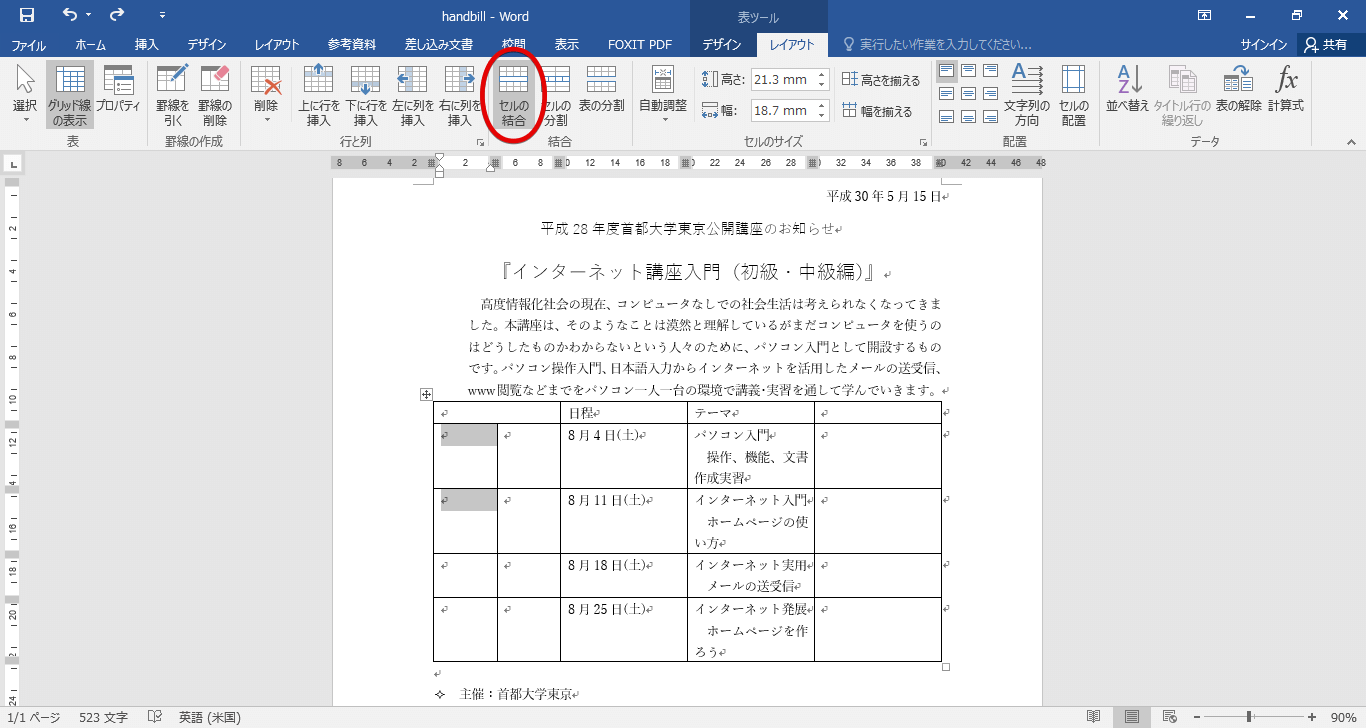 handbill - Word
表ツール
ファイル ホーム 挿入 デザイン レイアウト 参考資料 差し込み文書 校閲 表示 FOXIT PDF デザイン レイアウト 実行したい作業を入力してください... サインイン 共有
選択
グリッド線の表示
プロパティ
罫線を引く
罫線の削除
削除
上に行を挿入
下に行を挿入
左に列を挿入
右に列を挿入
セルの結合
セルの分割
表の分割
自動調整
高さ: 21.3 mm
幅: 18.7 mm
高さを揃える
幅を揃える
文字列の方向
セルの配置
並べ替え
タイトル行の繰り返し
表の解除
計算式
表 罫線の作成 行と列 結合 セルのサイズ 配置 データ
8 6 4 2 2 6 8 10 12 14 16 18 20 22 24 26 28 30 32 34 36 38 40 42 44 46 48
平成 30 年 5 月 15 日
平成 28 年度首都大学東京公開講座のお知らせ
『インターネット講座入門（初級・中級編）』
高度情報化社会の現在、コンピュータなしでの社会生活は考えられなくなってきま
した。本講座は、そのようなことは漠然と理解しているがまだコンピュータを使うの
はどうしたものかわからないという人々のために、パソコン入門として開設するもの
です。パソコン操作入門、日本語入力からインターネットを活用したメールの送受信、
www 閲覧などまでをパソコン一人一台の環境で講義・実習を通して学んでいきます。
日程 テーマ
8 月 4 日(土) パソコン入門
操作、機能、文書
作成実習
8 月 11 日(土) インターネット入門
ホームページの使
い方
8 月 18 日(土) インターネット実用
メールの送受信
8 月 25 日(土) インターネット発展
ホームページを作
ろう
✧ 主催：首都大学東京
1/1 ページ 523 文字 英語 (米国) 90%